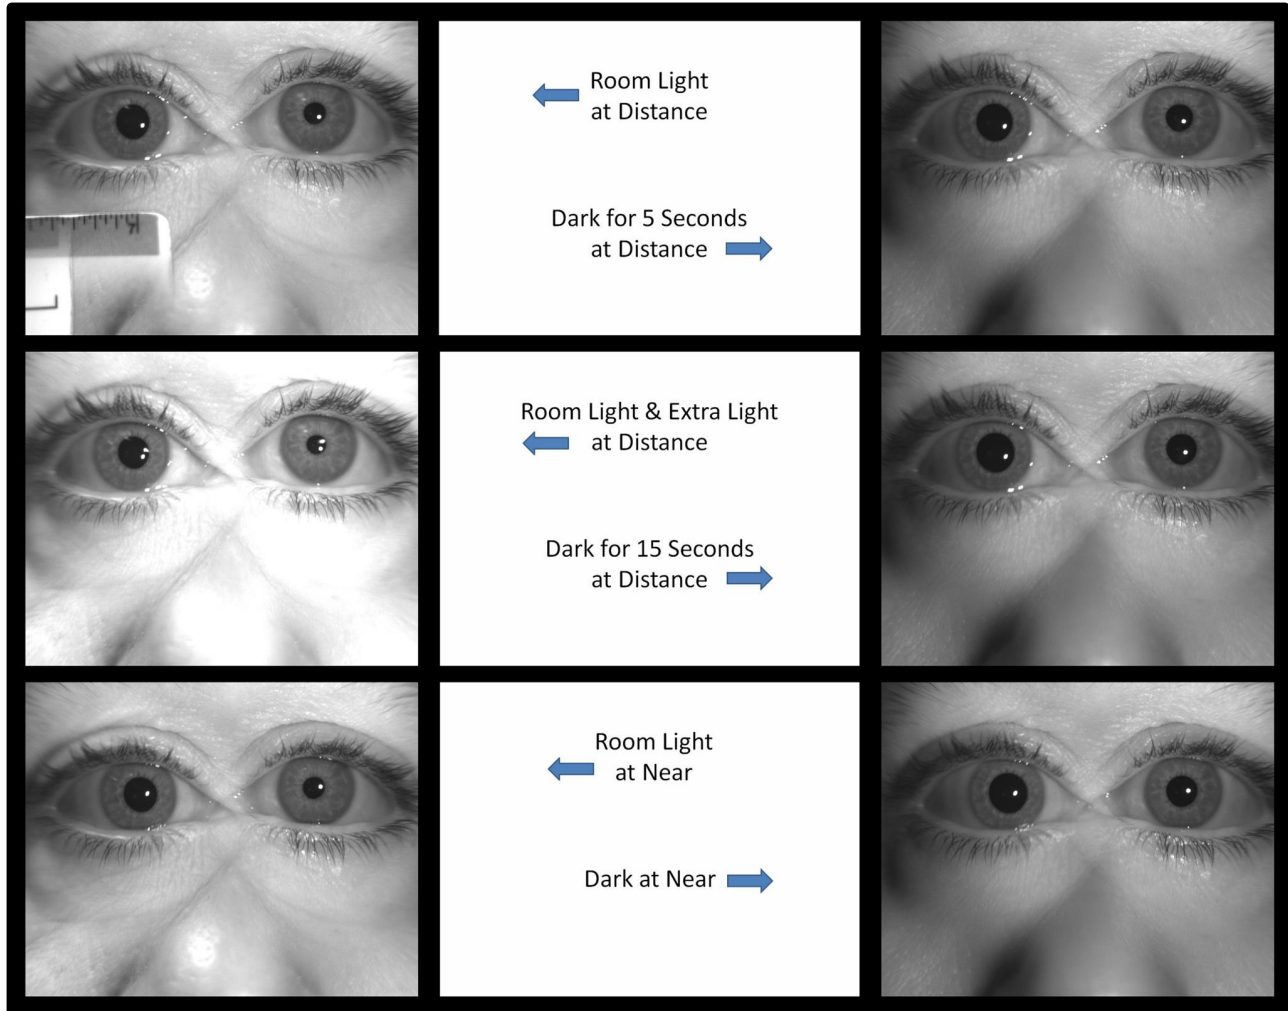 Room Light
at Distance
Dark for 5 Seconds
at Distance
Room Light & Extra Light
at Distance
Dark for 15 Seconds
at Distance
Room Light
at Near
Dark at Near